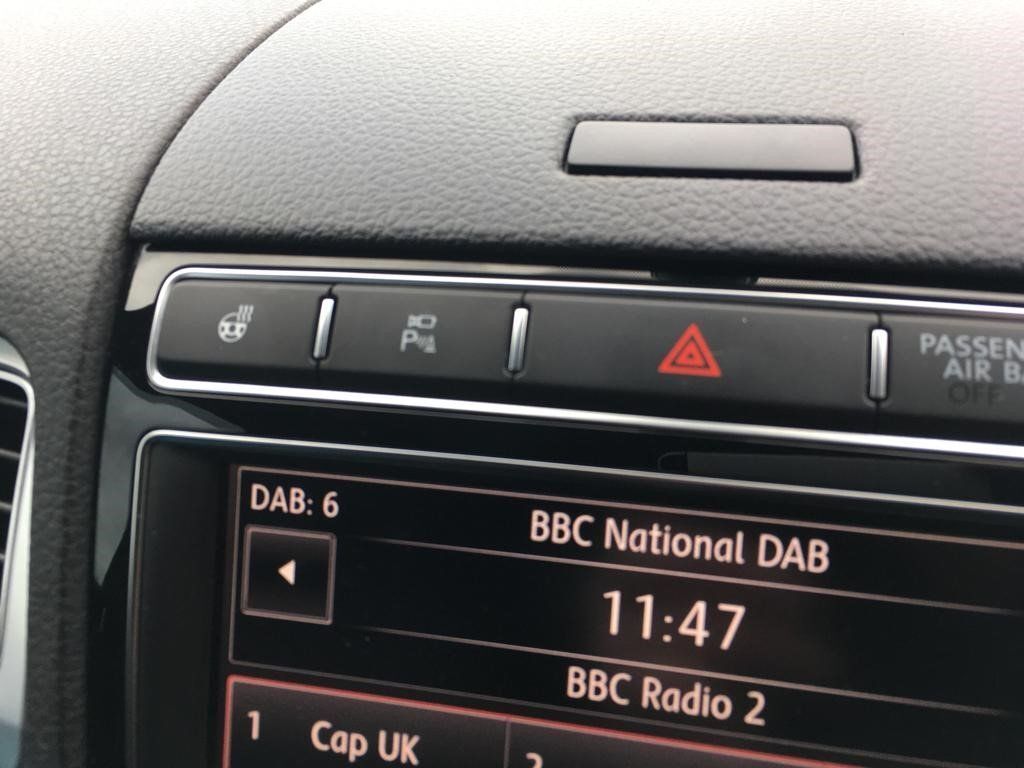 P
PASSEN
AIR BA
OFF
DAB: 6
BBC National DAB
11:47
BBC Radio 2
1 Cap UK